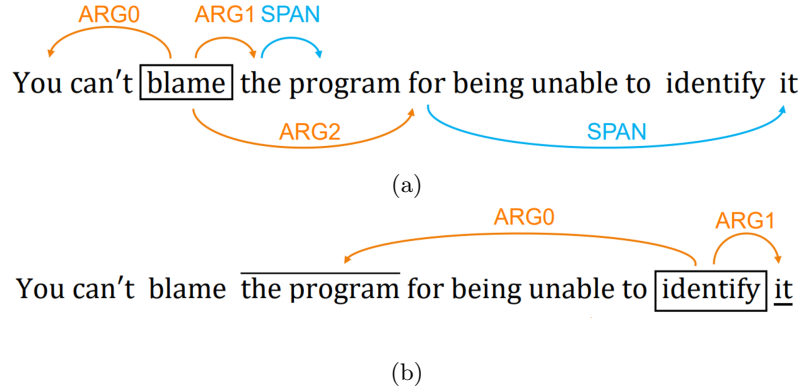 ARG0 ARG1 SPAN
You can't blame the program for being unable to identify it
ARG2 SPAN
(a)
ARG0 ARG1
You can't blame the program for being unable to identify it
(b)